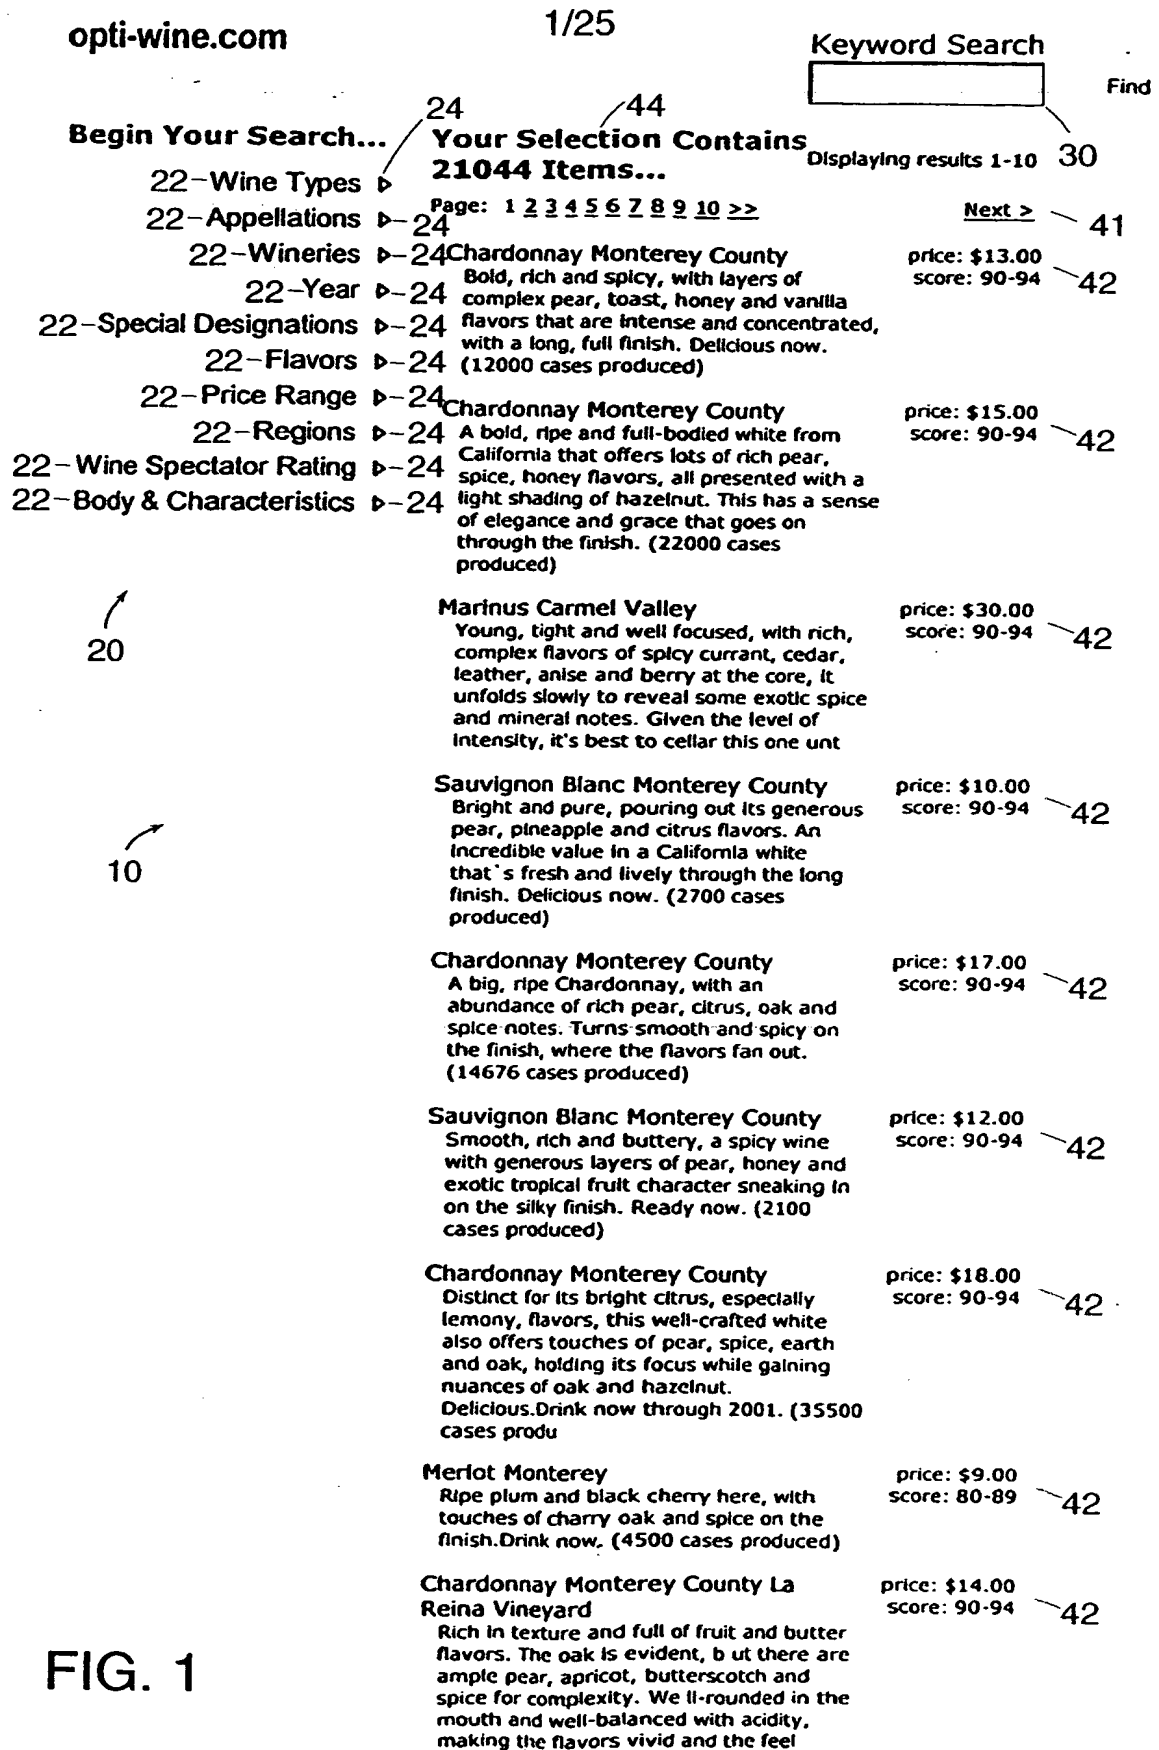 opti-wine.com
1/25
Keyword Search
Find
30
Begin Your Search...
24
22-Wine Types
22-Appellations -24
22-Wineries -24
22-Year -24
22-Special Designations -24
22-Flavors -24
22-Price Range -24
22-Regions -24
22-Wine Spectator Rating -24
22-Body & Characteristics -24
20
10
44
Your Selection Contains
21044 Items...
Displaying results 1-10
Page: 1 2 3 4 5 6 7 8 9 10 >>
Next > 41
Chardonnay Monterey County price: $13.00
score: 90-94 42
Bold, rich and spicy, with layers of
complex pear, toast, honey and vanilla
flavors that are intense and concentrated,
with a long, full finish. Delicious now.
(12000 cases produced)
Chardonnay Monterey County price: $15.00
score: 90-94 42
A bold, ripe and full-bodied white from
California that offers lots of rich pear,
spice, honey flavors, all presented with a
light shading of hazelnut. This has a sense
of elegance and grace that goes on
through the finish. (22000 cases
produced)
Marinus Carmel Valley price: $30.00
score: 90-94 42
Young, tight and well focused, with rich,
complex flavors of spicy currant, cedar,
leather, anise and berry at the core, it
unfolds slowly to reveal some exotic spice
and mineral notes. Given the level of
intensity, it's best to cellar this one unt
Sauvignon Blanc Monterey County price: $10.00
score: 90-94 42
Bright and pure, pouring out its generous
pear, pineapple and citrus flavors. An
incredible value in a California white
that`s fresh and lively through the long
finish. Delicious now. (2700 cases
produced)
Chardonnay Monterey County price: $17.00
score: 90-94 42
A big, ripe Chardonnay, with an
abundance of rich pear, citrus, oak and
spice notes. Turns smooth and spicy on
the finish, where the flavors fan out.
(14676 cases produced)
Sauvignon Blanc Monterey County price: $12.00
score: 90-94 42
Smooth, rich and buttery, a spicy wine
with generous layers of pear, honey and
exotic tropical fruit character sneaking in
on the silky finish. Ready now. (2100
cases produced)
Chardonnay Monterey County price: $18.00
score: 90-94 42
Distinct for its bright citrus, especially
lemony, flavors, this well-crafted white
also offers touches of pear, spice, earth
and oak, holding its focus while gaining
nuances of oak and hazelnut.
Delicious.Drink now through 2001. (35500
cases produ
Merlot Monterey price: $9.00
score: 80-89 42
Ripe plum and black cherry here, with
touches of charry oak and spice on the
finish.Drink now. (4500 cases produced)
Chardonnay Monterey County La price: $14.00
Reina Vineyard score: 90-94 42
Rich in texture and full of fruit and butter
flavors. The oak is evident, b ut there are
ample pear, apricot, butterscotch and
spice for complexity. We ll-rounded in the
mouth and well-balanced with acidity,
making the flavors vivid and the feel
FIG. 1